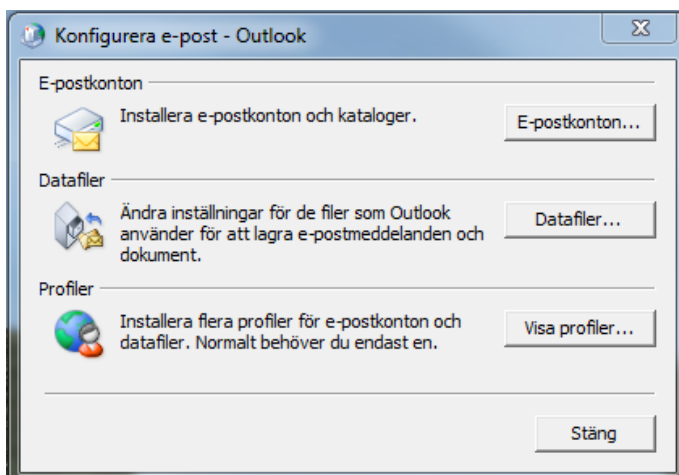 Konfigurera e-post - Outlook
E-postkonton
Installera e-postkonton och kataloger.
E-postkonton...
Datafiler
Ändra inställningar för de filer som Outlook
använder för att lagra e-postmeddelanden och
dokument.
Datafiler...
Profiler
Installera flera profiler för e-postkonton och
datafiler. Normalt behöver du endast en.
Visa profiler...
Stäng